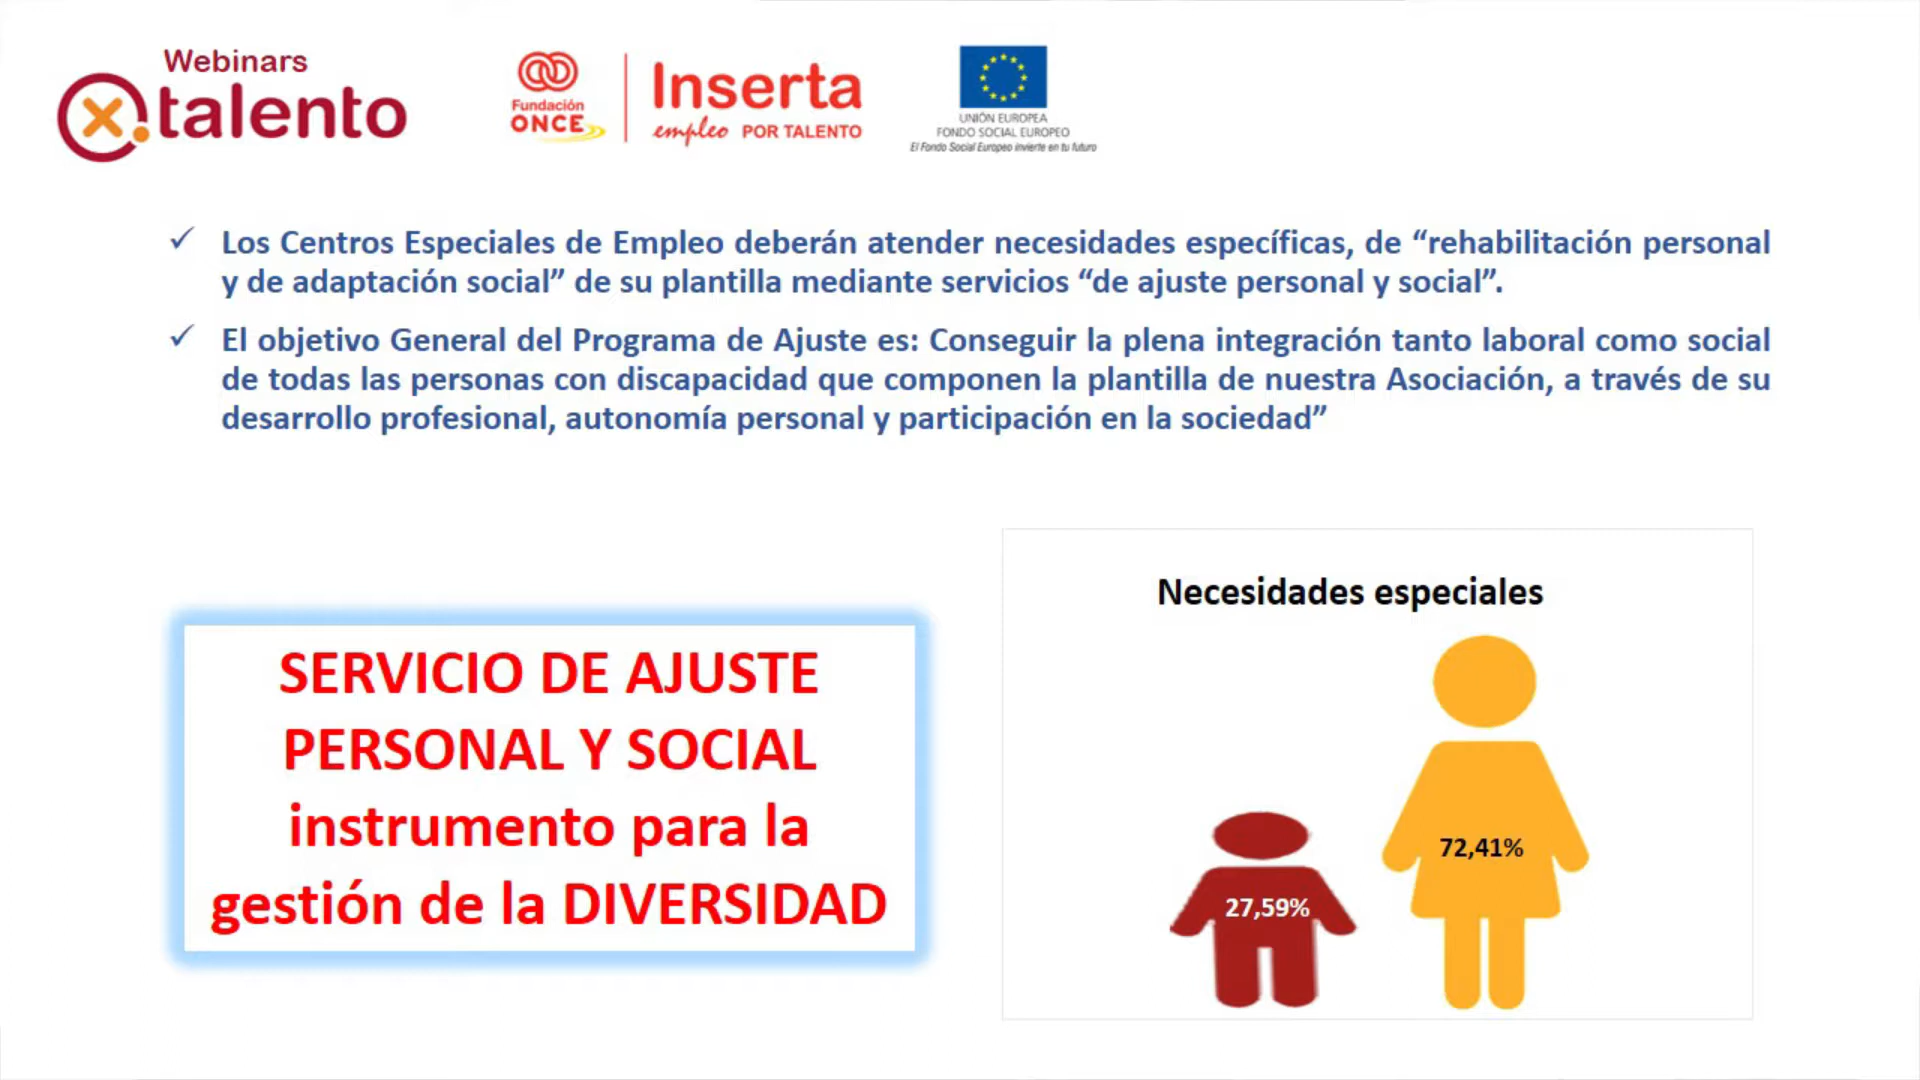 Webinars
x.talento
Fundación
ONCE
Inserta
empleo POR TALENTO
UNIÓN EUROPEA
FONDO SOCIAL EUROPEO
El Fondo Social Europeo invierte en tu futuro
✓ Los Centros Especiales de Empleo deberán atender necesidades específicas, de “rehabilitación personal
y de adaptación social” de su plantilla mediante servicios “de ajuste personal y social”.
✓ El objetivo General del Programa de Ajuste es: Conseguir la plena integración tanto laboral como social
de todas las personas con discapacidad que componen la plantilla de nuestra Asociación, a través de su
desarrollo profesional, autonomía personal y participación en la sociedad”
SERVICIO DE AJUSTE
PERSONAL Y SOCIAL
instrumento para la
gestión de la DIVERSIDAD
Necesidades especiales
27,59%
72,41%